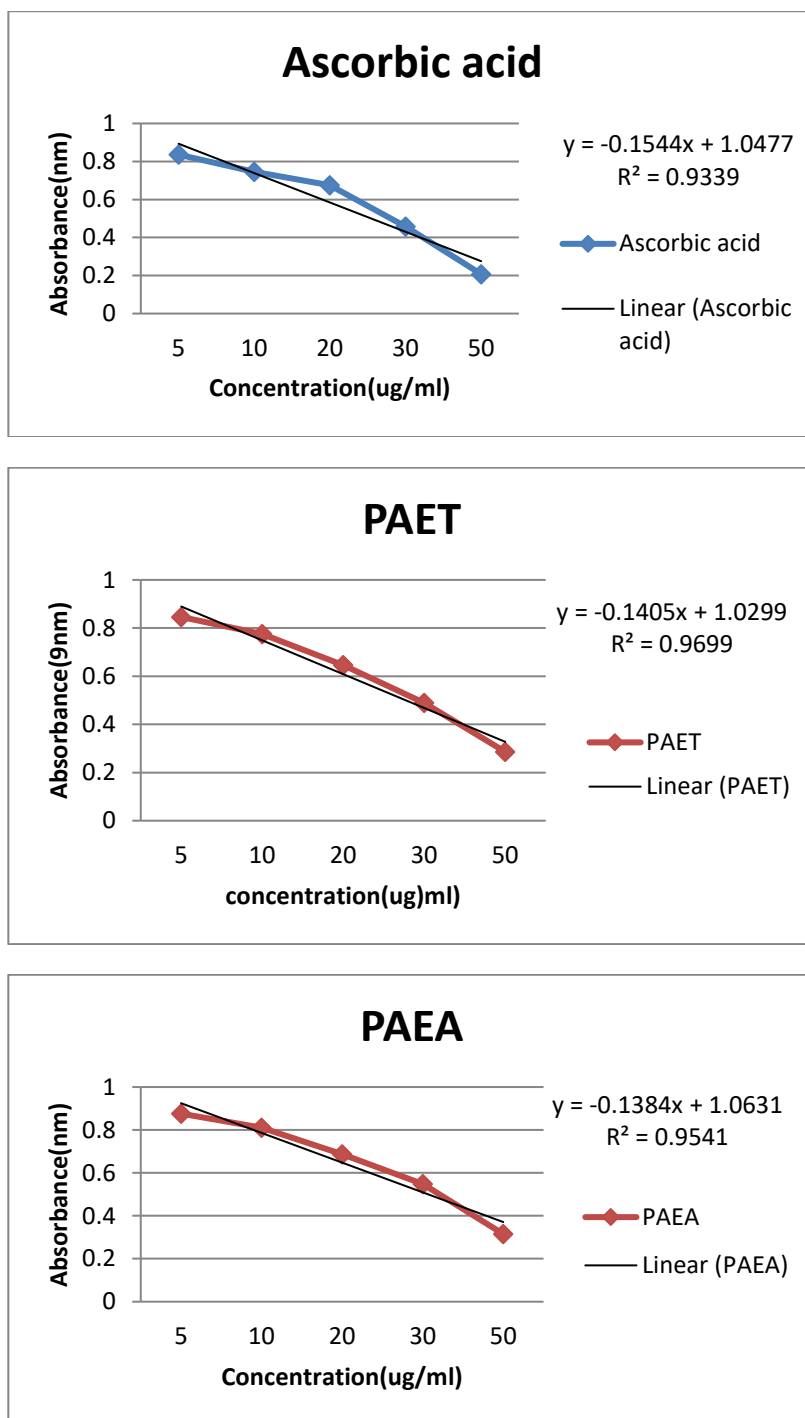 Ascorbic acid
Absorbance(nm)
1
0.8
0.6
0.4
0.2
0
5 10 20 30 50
Concentration(ug/ml)
y = -0.1544x + 1.0477
R² = 0.9339
Ascorbic acid
Linear (Ascorbic
acid)
PAET
Absorbance(9nm)
1
0.8
0.6
0.4
0.2
0
5 10 20 30 50
concentration(ug)ml)
y = -0.1405x + 1.0299
R² = 0.9699
PAET
Linear (PAET)
PAEA
Absorbance(nm)
1
0.8
0.6
0.4
0.2
0
5 10 20 30 50
Concentration(ug/ml)
y = -0.1384x + 1.0631
R² = 0.9541
PAEA
Linear (PAEA)